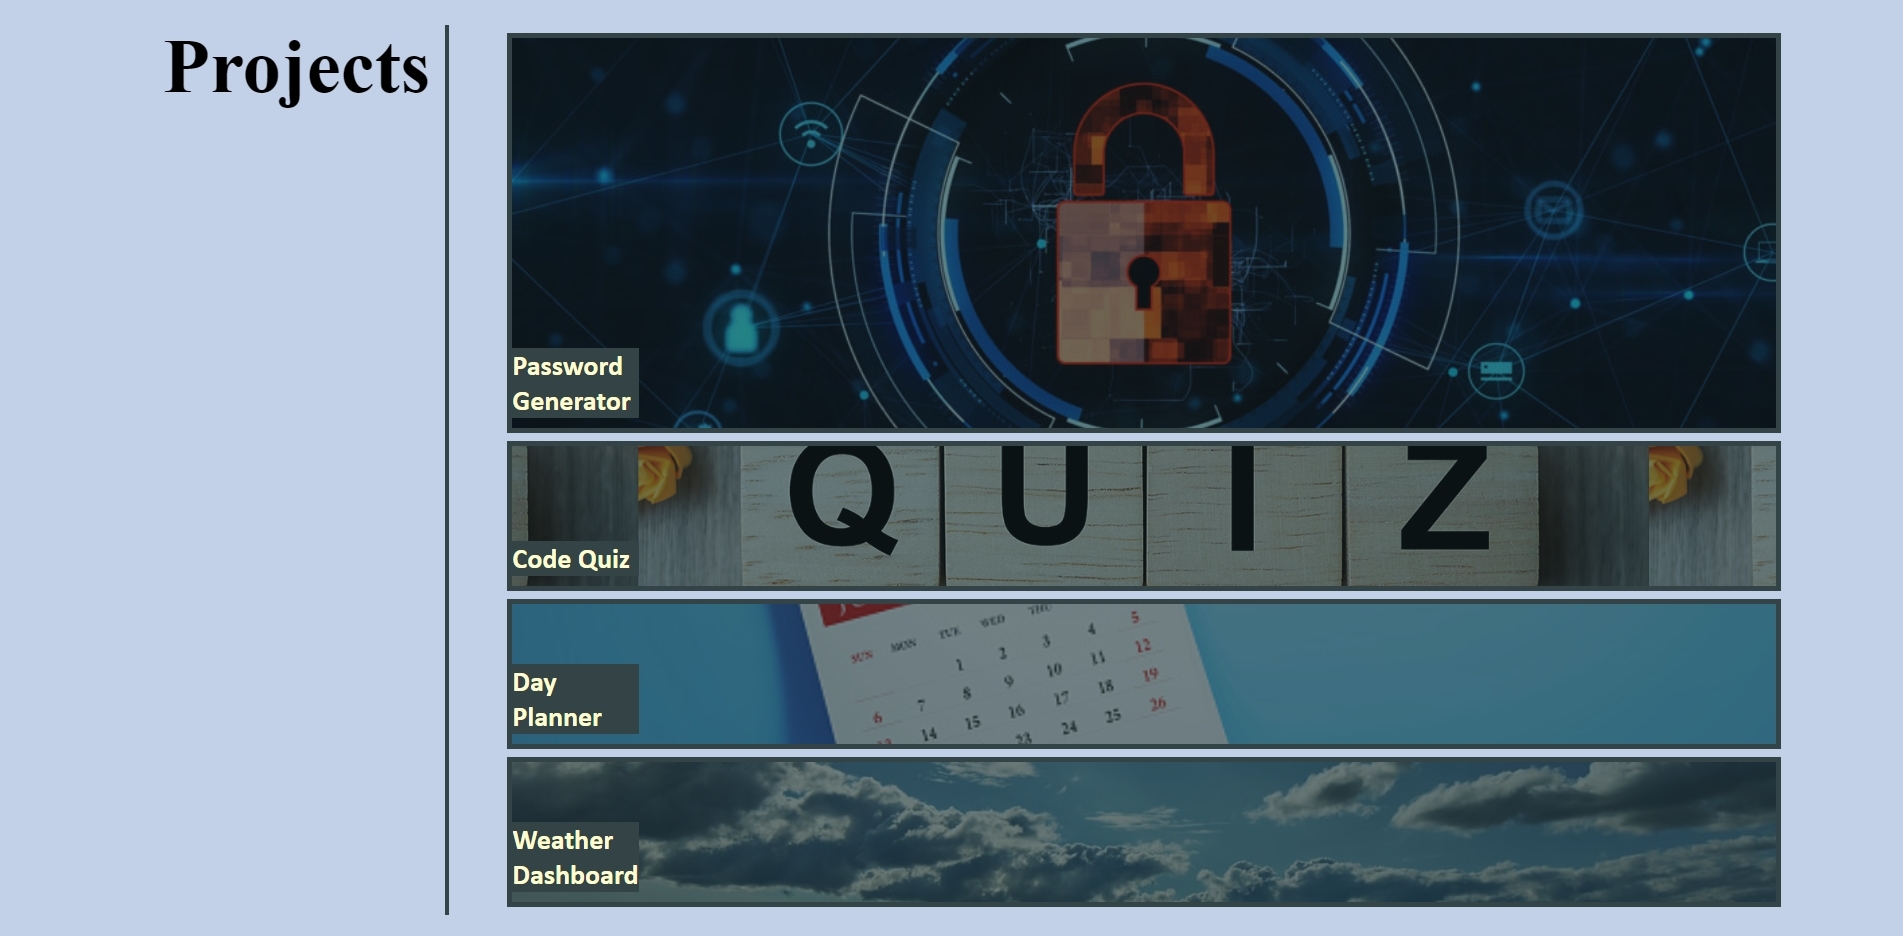 Projects
Password
Generator
QUIZ
Code Quiz
THU
WED
TUE
MON
SUN
1 2 3 4 5
6 7 8 9 10 11 12
14 15 16 17 18 19
23 24 25 26
Day
Planner
Weather
Dashboard